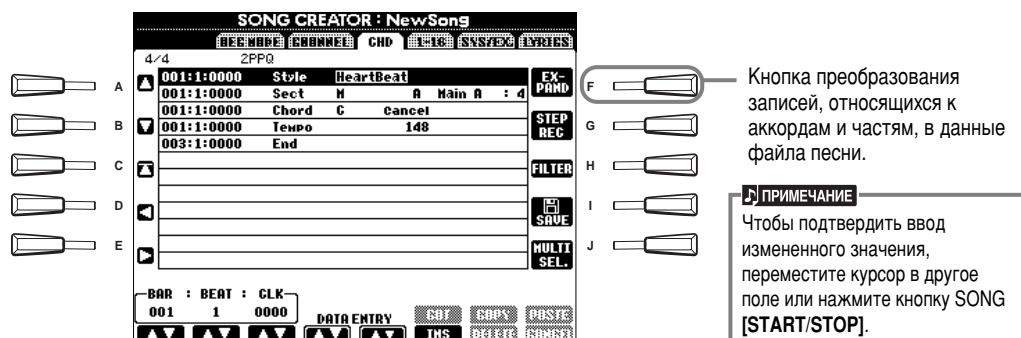 SONG CREATOR : NewSong
REC MODE CHANNEL CHD 1-16 SYS/EX. LYRICS
4/4 2PPQ
001:1:0000 Style HeartBeat
001:1:0000 Sect M A Main A : 4
001:1:0000 Chord C Cancel
001:1:0000 Tempo 148
003:1:0000 End
EX-
PAND
STEP
REC
FILTER
SAVE
MULTI
SEL.
A
B
C
D
E
F
G
H
I
J
BAR : BEAT : CLK
001 1 0000
DATA ENTRY
CUT COPY PASTE
INS DELETE
Кнопка преобразования
записей, относящихся к
аккордам и частям, в данные
файла песни.
ПРИМЕЧАНИЕ
Чтобы подтвердить ввод
измененного значения,
переместите курсор в другое
поле или нажмите кнопку SONG
[START/STOP].